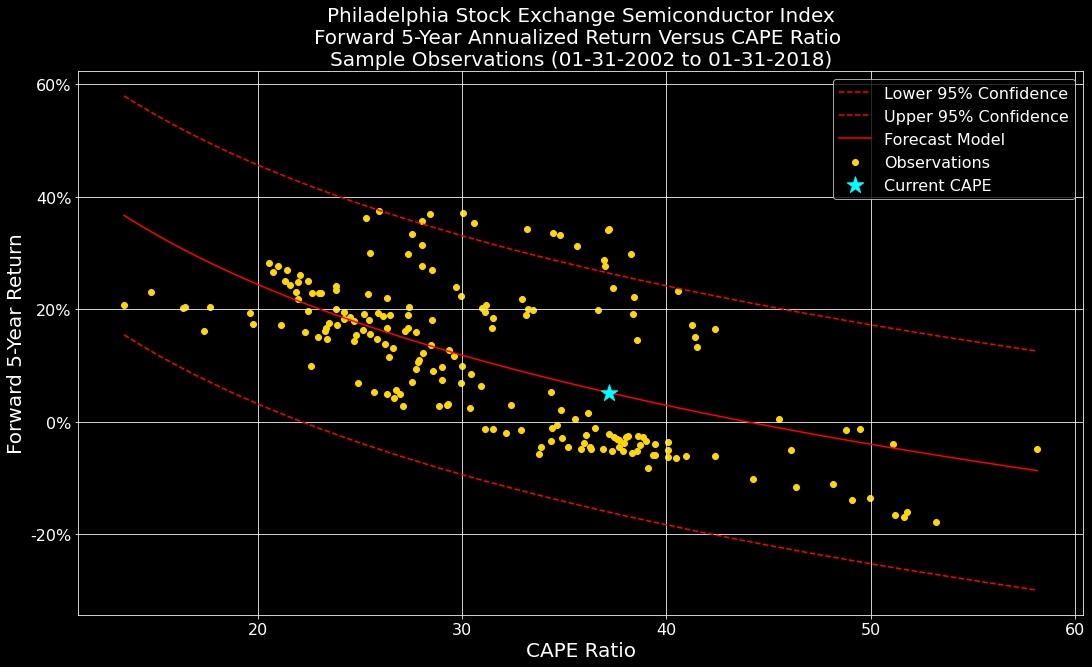 Philadelphia Stock Exchange Semiconductor Index
Forward 5-Year Annualized Return Versus CAPE Ratio
Sample Observations (01-31-2002 to 01-31-2018)
Lower 95% Confidence
Upper 95% Confidence
Forecast Model
Observations
Current CAPE
Forward 5-Year Return
60%
40%
20%
0%
-20%
20
30
40
50
60
CAPE Ratio